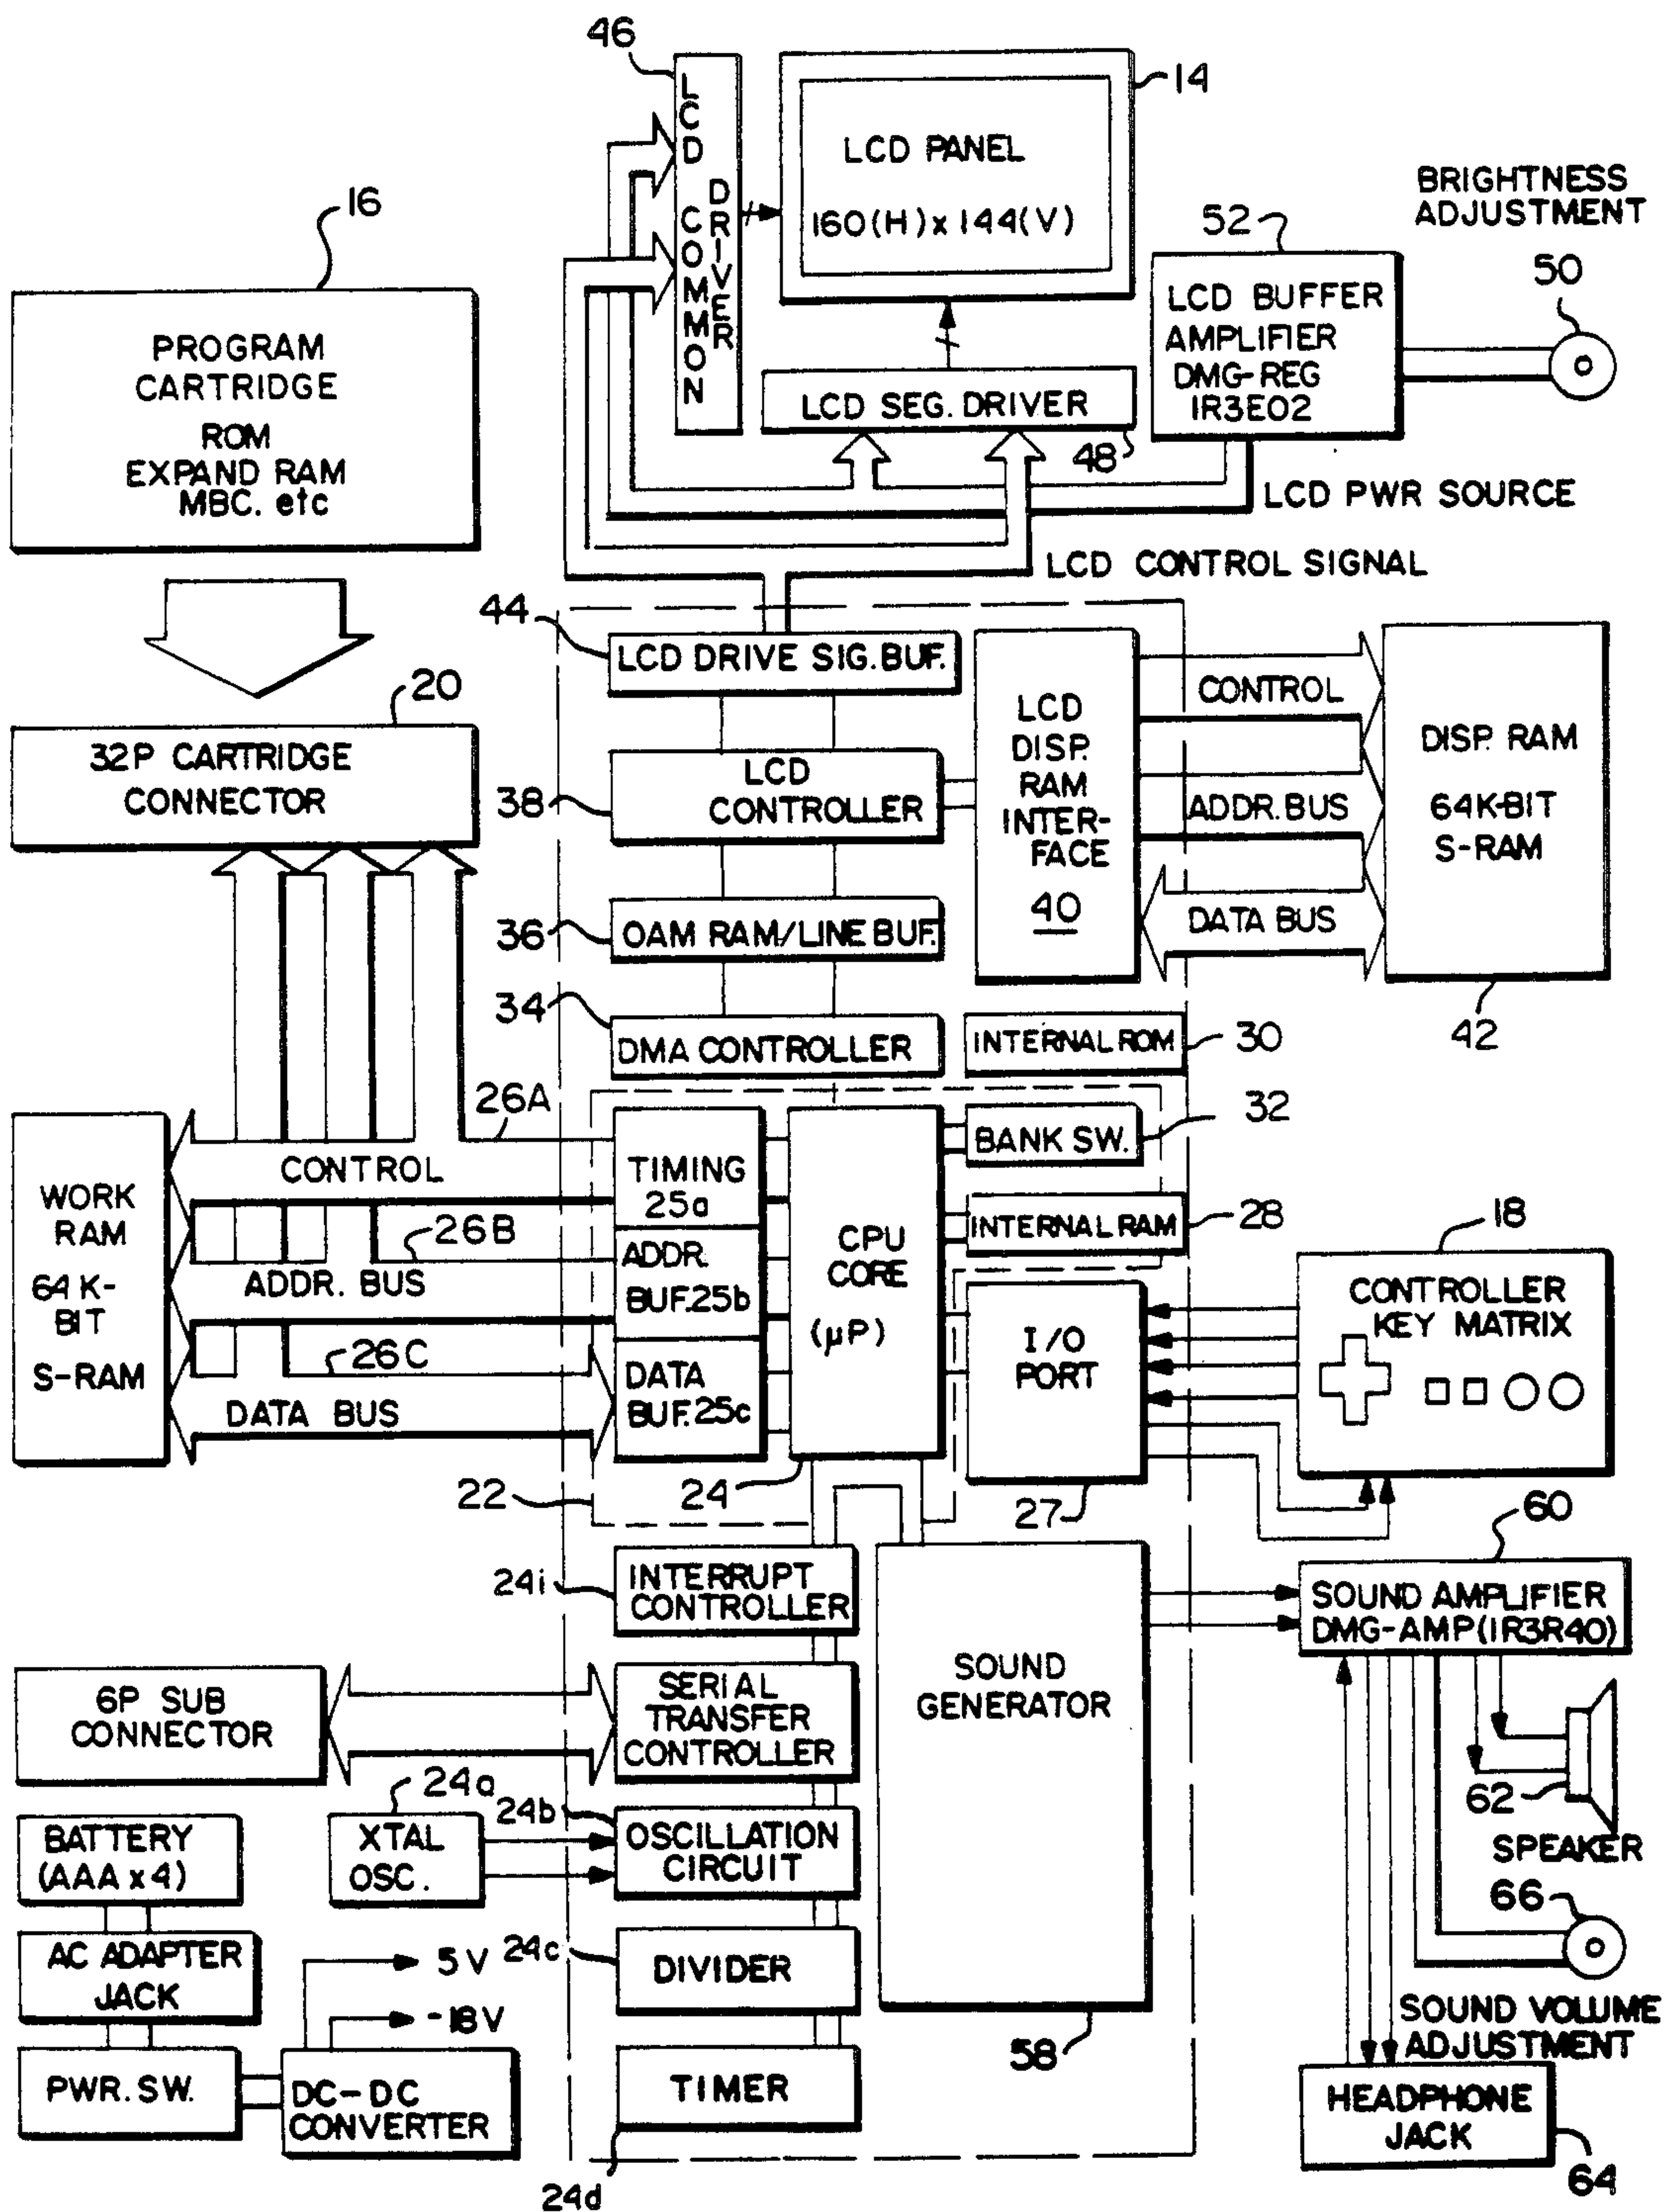 46
LCD COMMON
DRIVER
14
LCD PANEL
160(H) x 144(V)
BRIGHTNESS
ADJUSTMENT
50
52
LCD BUFFER
AMPLIFIER
DMG-REG
IR3E02
LCD SEG. DRIVER
48
LCD PWR SOURCE
LCD CONTROL SIGNAL
16
PROGRAM
CARTRIDGE
ROM
EXPAND RAM
MBC. etc
20
32P CARTRIDGE
CONNECTOR
44
LCD DRIVE SIG. BUF.
38
LCD
CONTROLLER
36
OAM RAM/LINE BUF.
34
DMA CONTROLLER
LCD
DISP.
RAM
INTER-
FACE
40
CONTROL
ADDR. BUS
DATA BUS
DISP. RAM
64K-BIT
S-RAM
42
INTERNAL ROM
30
BANK SW.
32
INTERNAL RAM
28
26A
CONTROL
26B
ADDR. BUS
26C
DATA BUS
WORK
RAM
64 K-
BIT
S-RAM
TIMING
25a
ADDR.
BUF. 25b
DATA
BUF. 25c
CPU
CORE
(μP)
22
24
I/O
PORT
27
18
CONTROLLER
KEY MATRIX
24i
INTERRUPT
CONTROLLER
6P SUB
CONNECTOR
SERIAL
TRANSFER
CONTROLLER
24a
XTAL
OSC.
24b
OSCILLATION
CIRCUIT
24c
DIVIDER
TIMER
24d
SOUND
GENERATOR
58
60
SOUND AMPLIFIER
DMG-AMP(IR3R40)
62
SPEAKER
66
SOUND VOLUME
ADJUSTMENT
HEADPHONE
JACK
64
BATTERY
(AAA x 4)
AC ADAPTER
JACK
PWR. SW.
5V
-18V
DC-DC
CONVERTER